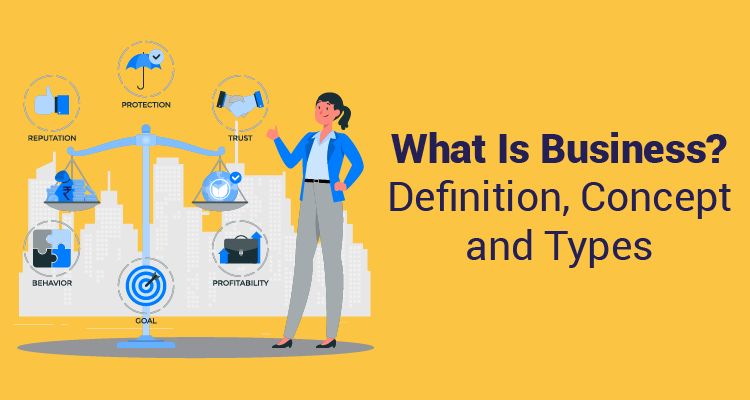 PROTECTION
REPUTATION
TRUST
₹
BEHAVIOR
PROFITABILITY
GOAL
What Is Business?
Definition, Concept
and Types